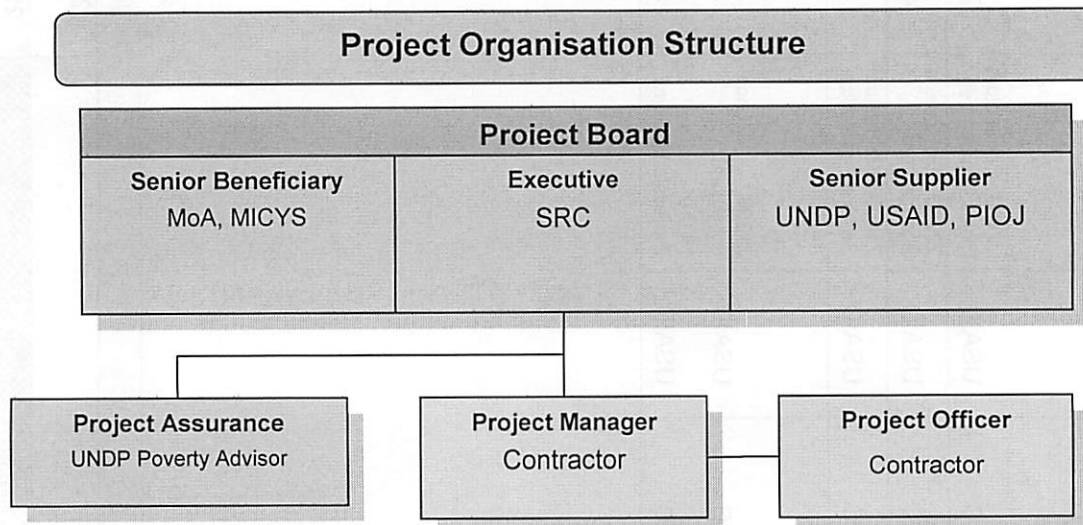 Project Organisation Structure
Project Board
Senior Beneficiary
MoA, MICYS
Executive
SRC
Senior Supplier
UNDP, USAID, PIOJ
Project Assurance
UNDP Poverty Advisor
Project Manager
Contractor
Project Officer
Contractor